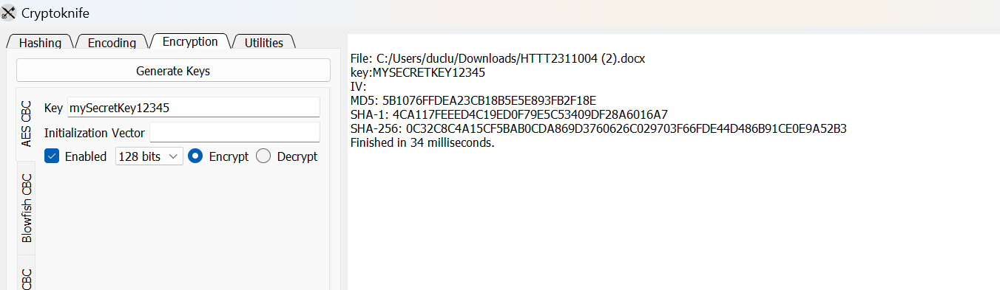 Cryptoknife
Hashing
Encoding
Encryption
Utilities
Generate Keys
AES CBC
Key mySecretKey12345
Initialization Vector
Enabled 128 bits Encrypt Decrypt
Blowfish CBC
CBC
File: C:/Users/duclu/Downloads/HTTT2311004 (2).docx
key:MYSECRETKEY12345
IV:
MD5: 5B1076FFDEA23CB18B5E5E893FB2F18E
SHA-1: 4CA117FEEED4C19ED0F79E5C53409DF28A6016A7
SHA-256: 0C32C8C4A15CF5BAB0CDA869D3760626C029703F66FDE44D486B91CE0E9A52B3
Finished in 34 milliseconds.